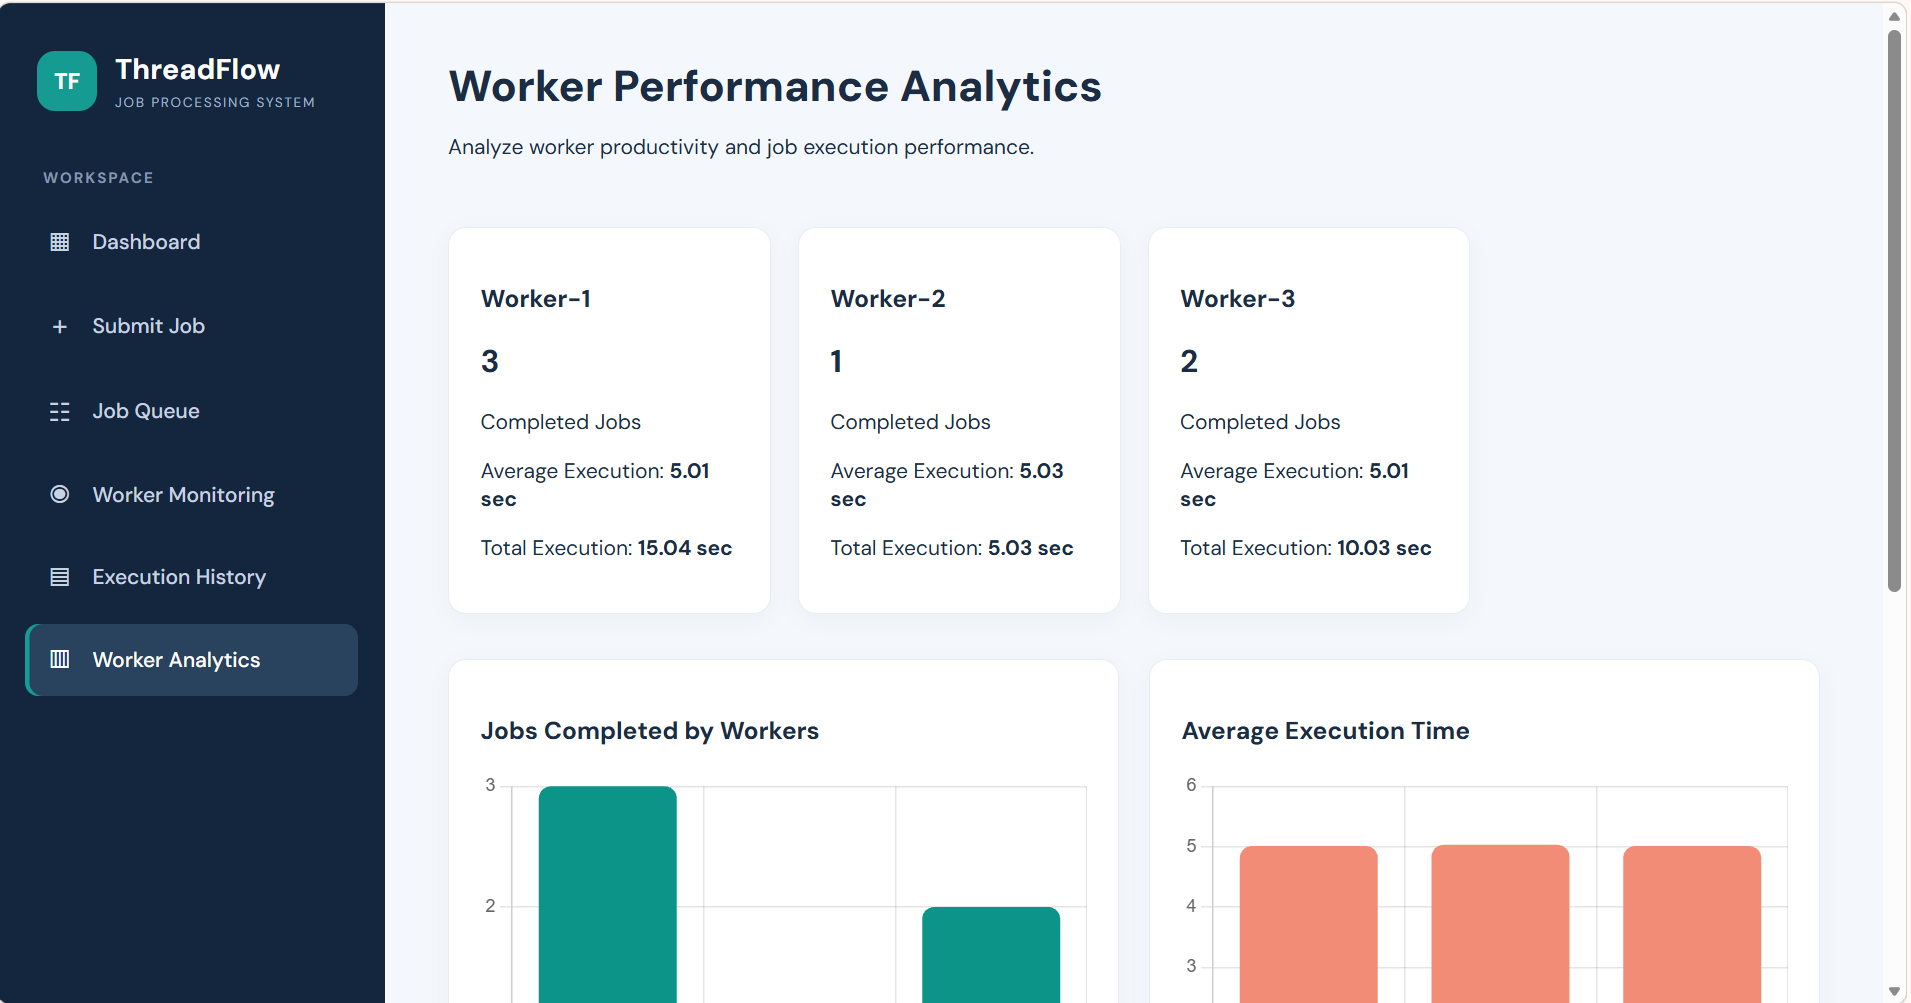 TF
ThreadFlow
JOB PROCESSING SYSTEM
WORKSPACE
Dashboard
Submit Job
Job Queue
Worker Monitoring
Execution History
Worker Analytics
Worker Performance Analytics
Analyze worker productivity and job execution performance.
Worker-1
3
Completed Jobs
Average Execution: 5.01
sec
Total Execution: 15.04 sec
Worker-2
1
Completed Jobs
Average Execution: 5.03
sec
Total Execution: 5.03 sec
Worker-3
2
Completed Jobs
Average Execution: 5.01
sec
Total Execution: 10.03 sec
Jobs Completed by Workers
3
2
Average Execution Time
6
5
4
3